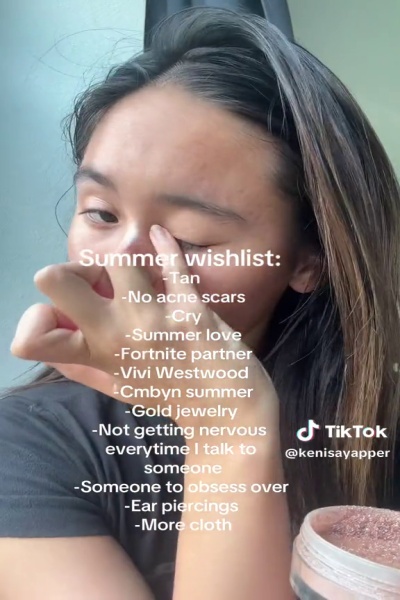 Summer wishlist:
-Tan
-No acne scars
-Cry
-Summer love
-Fortnite partner
-Vivi Westwood
-Cmbyn summer
-Gold jewelry
-Not getting nervous
everytime I talk to
someone
-Someone to obsess over
-Ear piercings
-More cloth
TikTok
@kenisayapper